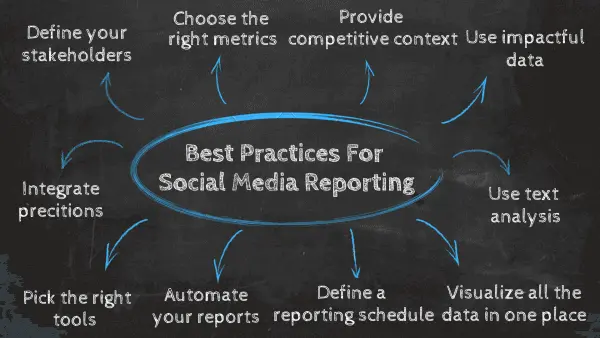 Define your
stakeholders
Choose the
right metrics
Provide
competitive context
Use impactful
data
Best Practices For
Social Media Reporting
Integrate
precitions
Use text
analysis
Pick the right
tools
Automate
your reports
Define a
reporting schedule
Visualize all the
data in one place